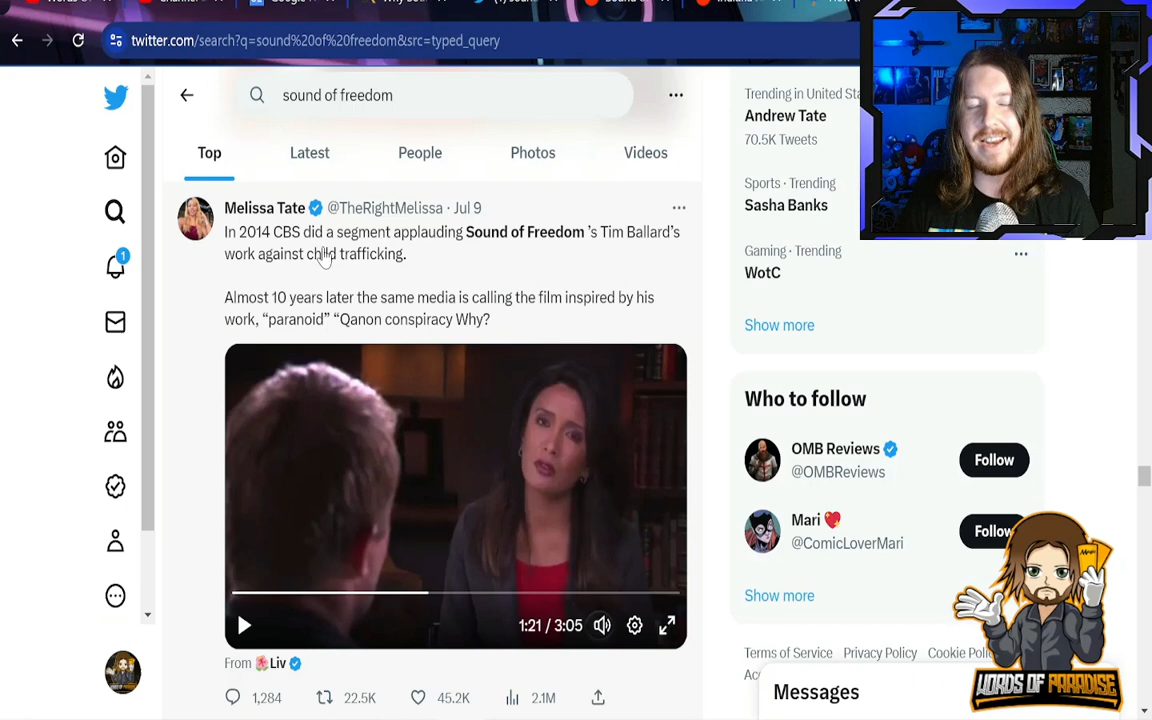 twitter.com/search?q=sound%20of%20freedom&src=typed_query
sound of freedom
Top
Latest
People
Photos
Videos
Melissa Tate @TheRightMelissa · Jul 9
In 2014 CBS did a segment applauding Sound of Freedom 's Tim Ballard's
work against child trafficking.
Almost 10 years later the same media is calling the film inspired by his
work, "paranoid" "Qanon conspiracy Why?
1:21 / 3:05
From 🌺Liv
1,284
22.5K
45.2K
2.1M
1
Trending in United Sta
Andrew Tate
70.5K Tweets
Sports · Trending
Sasha Banks
Gaming · Trending
WotC
Show more
Who to follow
OMB Reviews
@OMBReviews
Follow
Mari 💖
@ComicLoverMari
Follow
Show more
Terms of Service Privacy Policy Cookie Poli
Messages
WORDS OF PARADISE